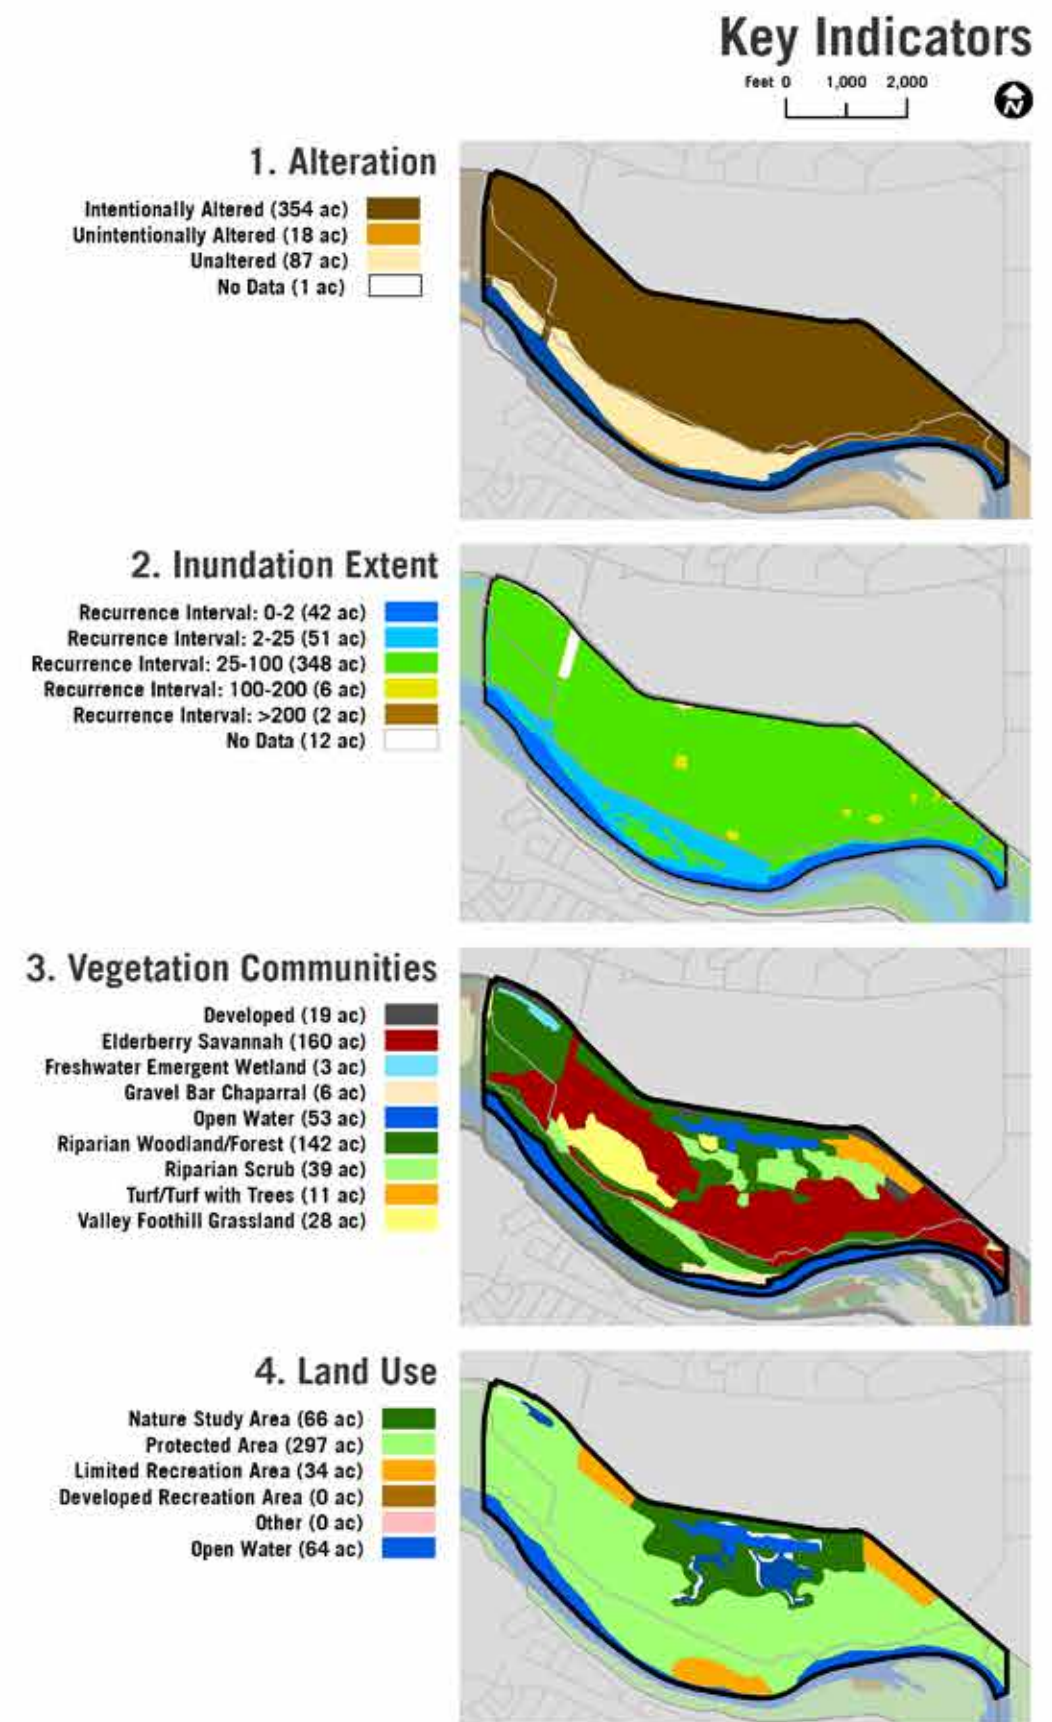 Key Indicators
Feet 0 1,000 2,000
N
1. Alteration
Intentionally Altered (354 ac)
Unintentionally Altered (18 ac)
Unaltered (87 ac)
No Data (1 ac)
2. Inundation Extent
Recurrence Interval: 0-2 (42 ac)
Recurrence Interval: 2-25 (51 ac)
Recurrence Interval: 25-100 (348 ac)
Recurrence Interval: 100-200 (6 ac)
Recurrence Interval: >200 (2 ac)
No Data (12 ac)
3. Vegetation Communities
Developed (19 ac)
Elderberry Savannah (160 ac)
Freshwater Emergent Wetland (3 ac)
Gravel Bar Chaparral (6 ac)
Open Water (53 ac)
Riparian Woodland/Forest (142 ac)
Riparian Scrub (39 ac)
Turf/Turf with Trees (11 ac)
Valley Foothill Grassland (28 ac)
4. Land Use
Nature Study Area (66 ac)
Protected Area (297 ac)
Limited Recreation Area (34 ac)
Developed Recreation Area (0 ac)
Other (0 ac)
Open Water (64 ac)